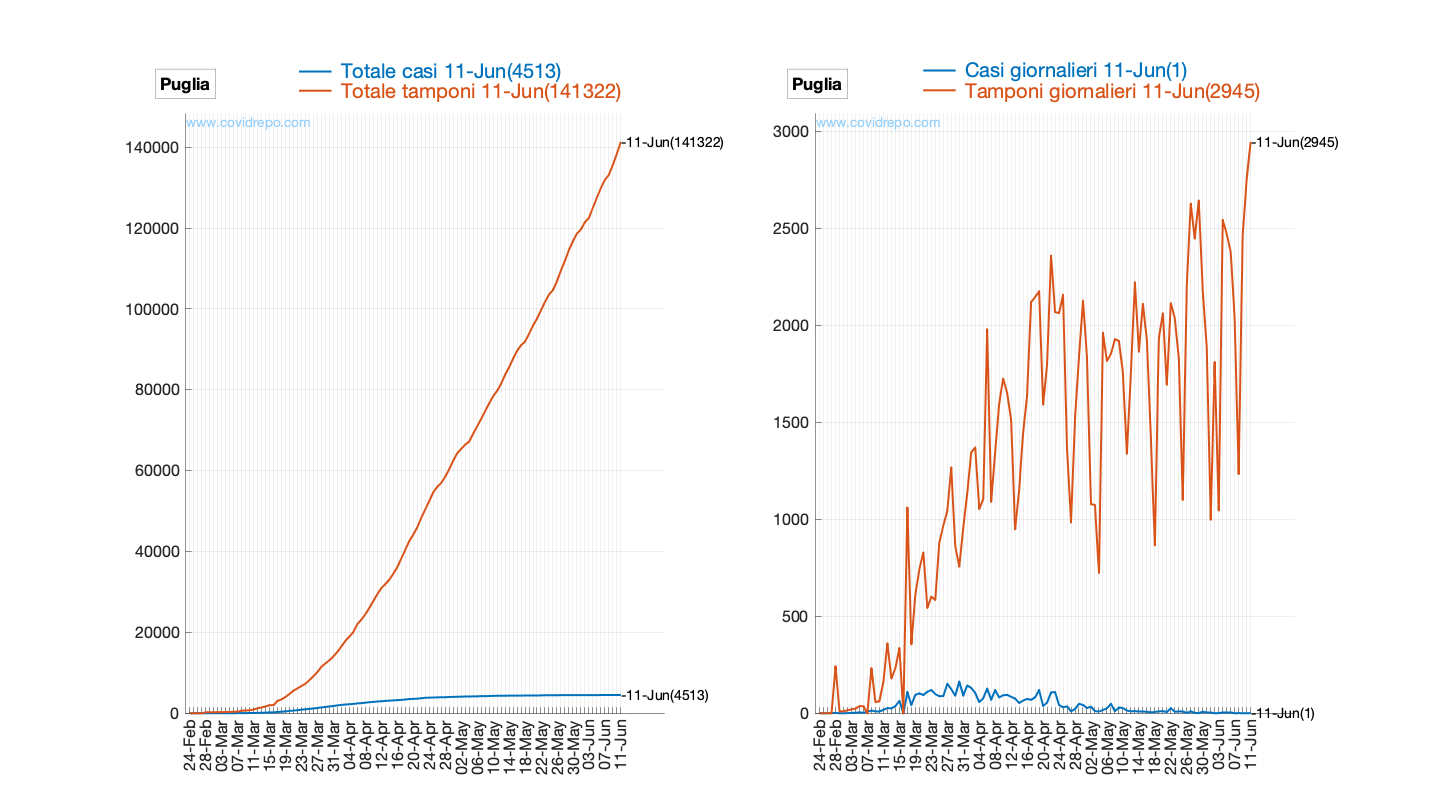 Puglia
Totale casi 11-Jun(4513)
Totale tamponi 11-Jun(141322)
www.covidrepo.com
140000
120000
100000
80000
60000
40000
20000
0
11-Jun(141322)
11-Jun(4513)
24-Feb
28-Feb
03-Mar
07-Mar
11-Mar
15-Mar
19-Mar
23-Mar
27-Mar
31-Mar
04-Apr
08-Apr
12-Apr
16-Apr
20-Apr
24-Apr
28-Apr
02-May
06-May
10-May
14-May
18-May
22-May
26-May
30-May
03-Jun
07-Jun
11-Jun
Puglia
Casi giornalieri 11-Jun(1)
Tamponi giornalieri 11-Jun(2945)
www.covidrepo.com
3000
2500
2000
1500
1000
500
0
11-Jun(2945)
11-Jun(1)
24-Feb
28-Feb
03-Mar
07-Mar
11-Mar
15-Mar
19-Mar
23-Mar
27-Mar
31-Mar
04-Apr
08-Apr
12-Apr
16-Apr
20-Apr
24-Apr
28-Apr
02-May
06-May
10-May
14-May
18-May
22-May
26-May
30-May
03-Jun
07-Jun
11-Jun